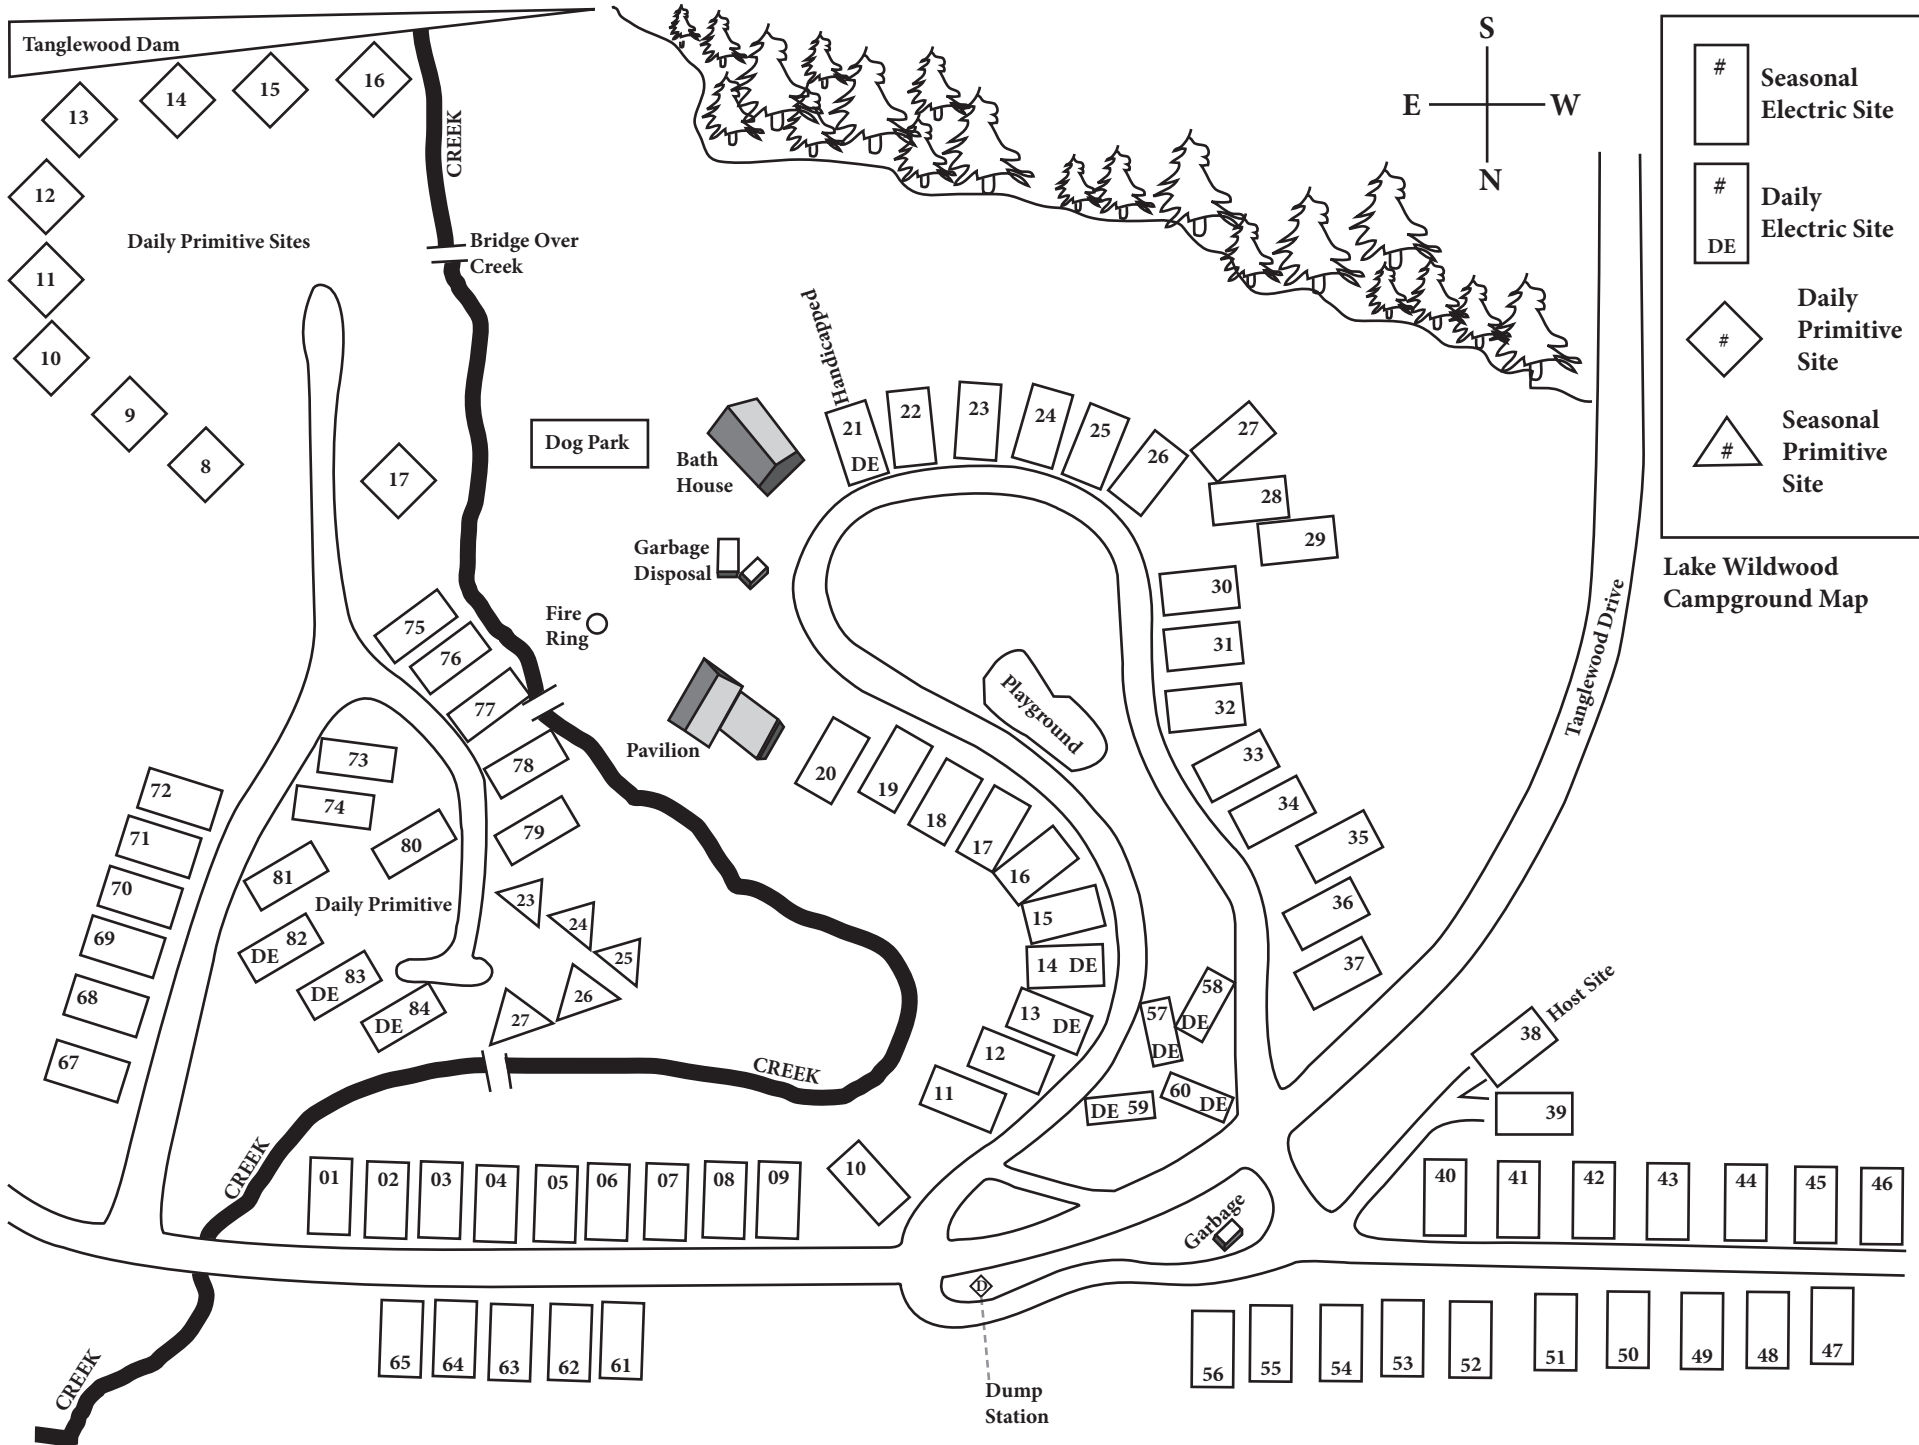 Tanglewood Dam
13
14
15
16
12
11
10
9
8
17
Daily Primitive Sites
CREEK
Bridge Over
Creek
S
E
W
N
#
Seasonal
Electric Site
#
DE
Daily
Electric Site
#
Daily
Primitive
Site
#
Seasonal
Primitive
Site
Lake Wildwood
Campground Map
Tanglewood Drive
Dog Park
Bath
House
Handicapped
21
DE
22
23
24
25
26
27
28
29
30
31
32
33
34
35
36
37
Garbage
Disposal
Fire
Ring
Pavilion
Playground
20
19
18
17
16
15
14 DE
13
DE
12
11
10
75
76
77
78
79
73
74
80
81
Daily Primitive
82
DE
83
DE
84
DE
23
24
25
26
27
72
71
70
69
68
67
CREEK
CREEK
CREEK
57
DE
58
DE
DE 59
60
DE
Host Site
38
39
01
02
03
04
05
06
07
08
09
40
41
42
43
44
45
46
Garbage
D
Dump
Station
65
64
63
62
61
56
55
54
53
52
51
50
49
48
47